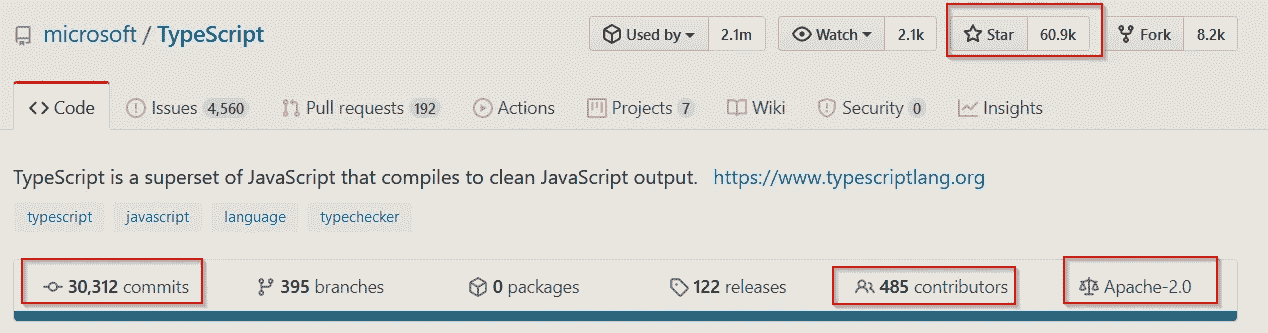 microsoft / TypeScript Used by 2.1m Watch 2.1k Star 60.9k Fork 8.2k
Code Issues 4,560 Pull requests 192 Actions Projects 7 Wiki Security 0 Insights
TypeScript is a superset of JavaScript that compiles to clean JavaScript output. https://www.typescriptlang.org
typescript javascript language typechecker
30,312 commits 395 branches 0 packages 122 releases 485 contributors Apache-2.0